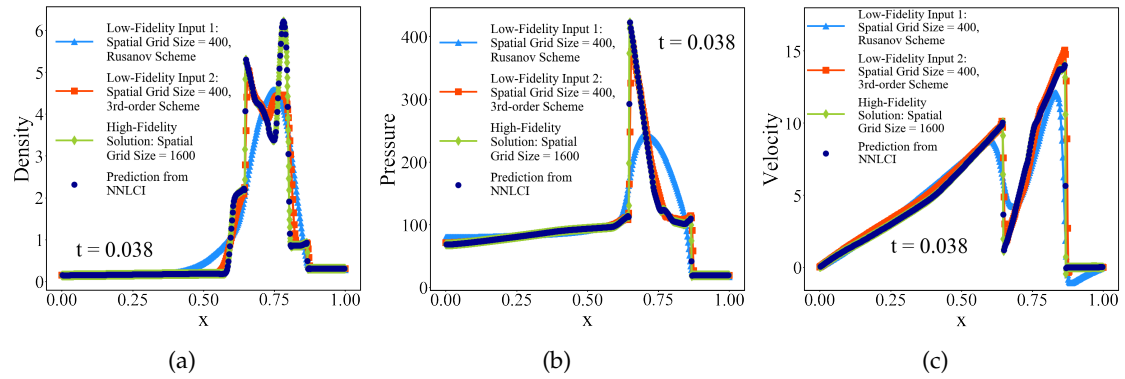 Low-Fidelity Input 1:
Spatial Grid Size = 400,
Rusanov Scheme
Low-Fidelity Input 2:
Spatial Grid Size = 400,
3rd-order Scheme
High-Fidelity
Solution: Spatial
Grid Size = 1600
Prediction from
NNLCI
t = 0.038
Density
6
5
4
3
2
1
0
0.00 0.25 0.50 0.75 1.00
x
(a)
Low-Fidelity Input 1:
Spatial Grid Size = 400,
Rusanov Scheme
Low-Fidelity Input 2:
Spatial Grid Size = 400,
3rd-order Scheme
High-Fidelity
Solution: Spatial
Grid Size = 1600
Prediction from
NNLCI
t = 0.038
Pressure
400
300
200
100
0
0.00 0.25 0.50 0.75 1.00
x
(b)
Low-Fidelity Input 1:
Spatial Grid Size = 400,
Rusanov Scheme
Low-Fidelity Input 2:
Spatial Grid Size = 400,
3rd-order Scheme
High-Fidelity
Solution: Spatial
Grid Size = 1600
Prediction from
NNLCI
t = 0.038
Velocity
15
10
5
0
0.00 0.25 0.50 0.75 1.00
x
(c)